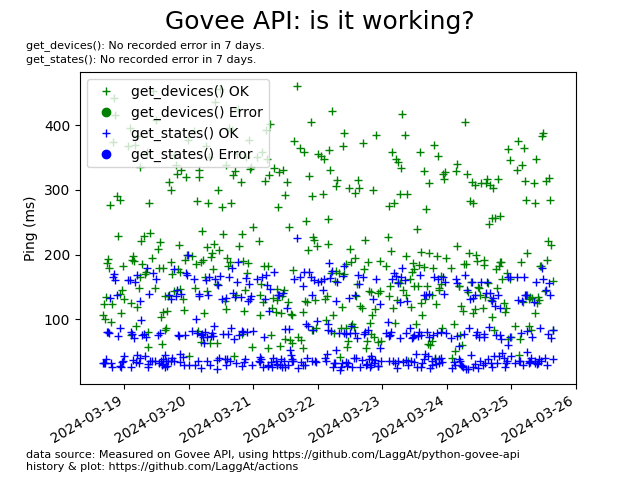 Govee API: is it working?
get_devices(): No recorded error in 7 days.
get_states(): No recorded error in 7 days.
get_devices() OK
get_devices() Error
get_states() OK
get_states() Error
Ping (ms)
400
300
200
100
2024-03-19
2024-03-20
2024-03-21
2024-03-22
2024-03-23
2024-03-24
2024-03-25
2024-03-26
data source: Measured on Govee API, using https://github.com/LaggAt/python-govee-api
history & plot: https://github.com/LaggAt/actions